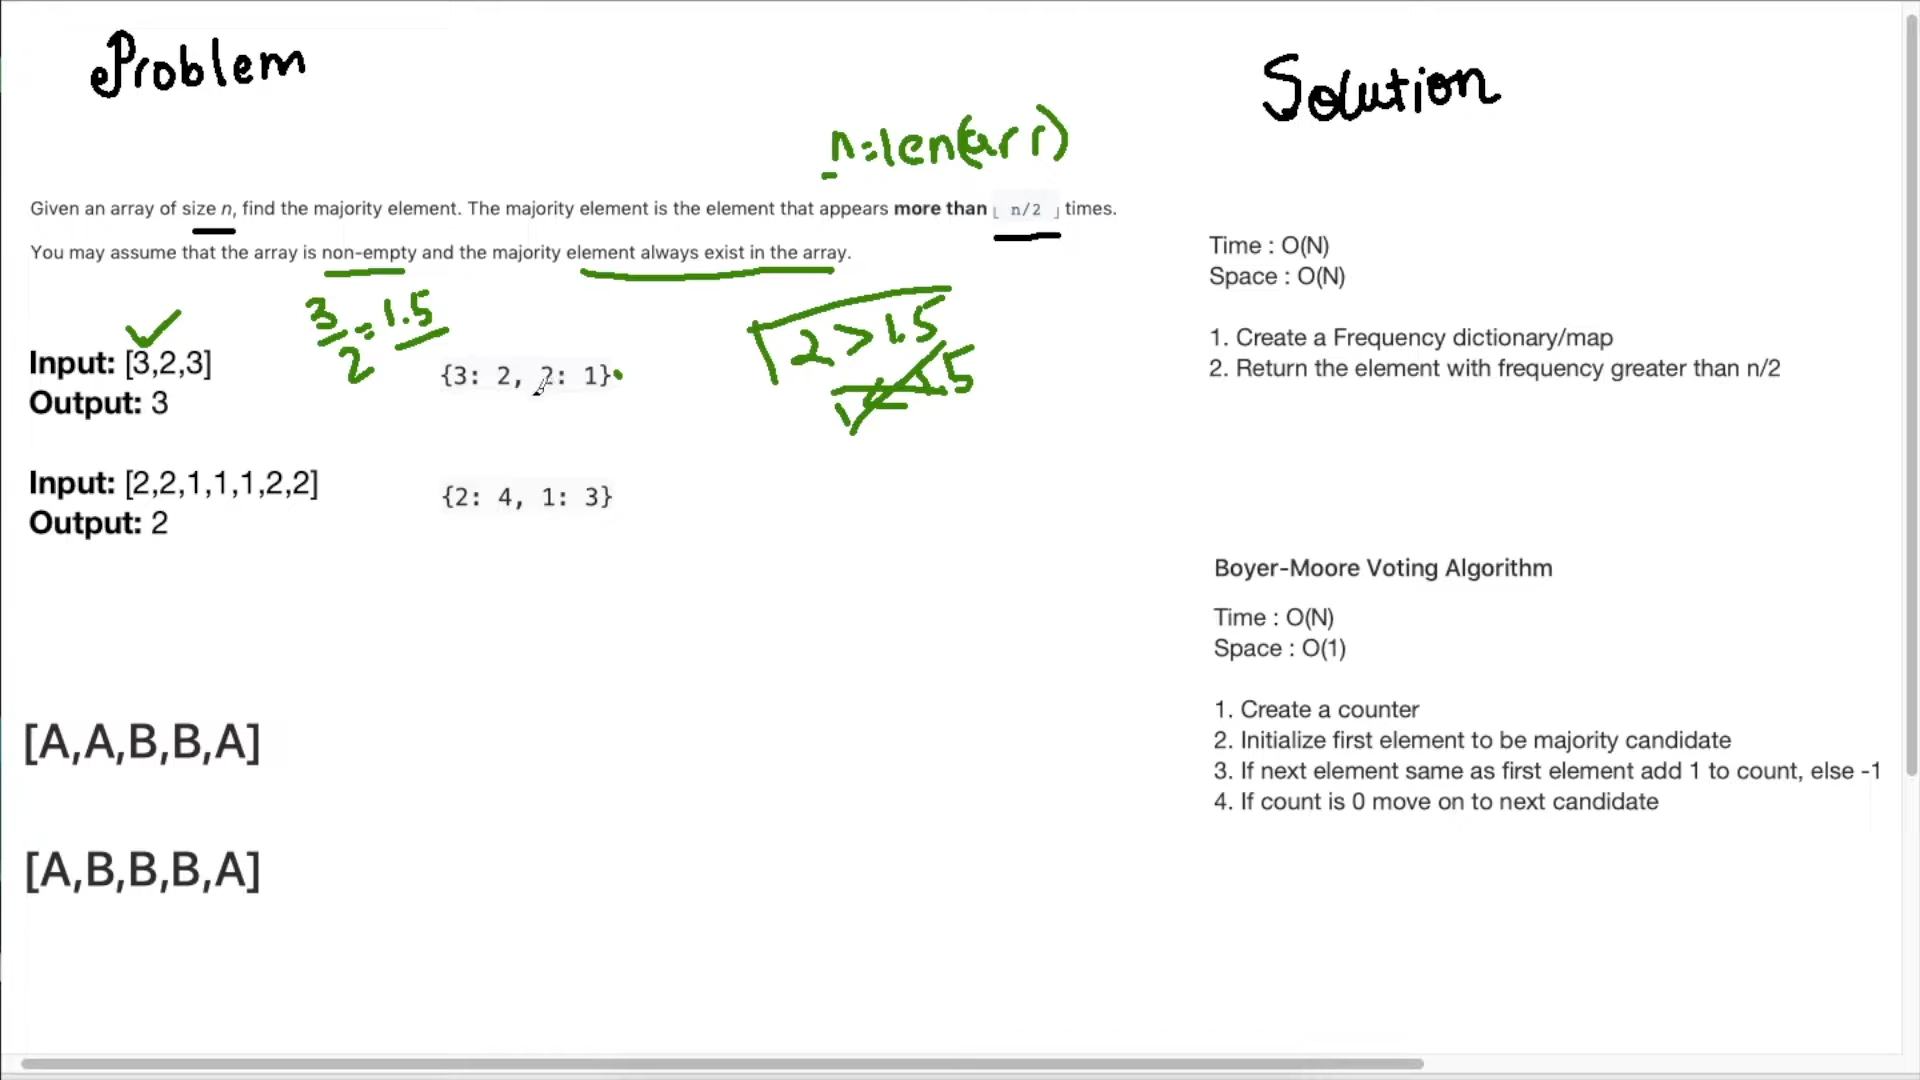 Problem
Solution
n=len(arr)
Given an array of size n, find the majority element. The majority element is the element that appears more than ⌊ n/2 ⌋ times.
You may assume that the array is non-empty and the majority element always exist in the array.
3/2 = 1.5
2 > 1.5
Input: [3,2,3]
Output: 3
{3: 2, 2: 1}
Input: [2,2,1,1,1,2,2]
Output: 2
{2: 4, 1: 3}
[A,A,B,B,A]
[A,B,B,B,A]
Time : O(N)
Space : O(N)
1. Create a Frequency dictionary/map
2. Return the element with frequency greater than n/2
Boyer-Moore Voting Algorithm
Time : O(N)
Space : O(1)
1. Create a counter
2. Initialize first element to be majority candidate
3. If next element same as first element add 1 to count, else -1
4. If count is 0 move on to next candidate